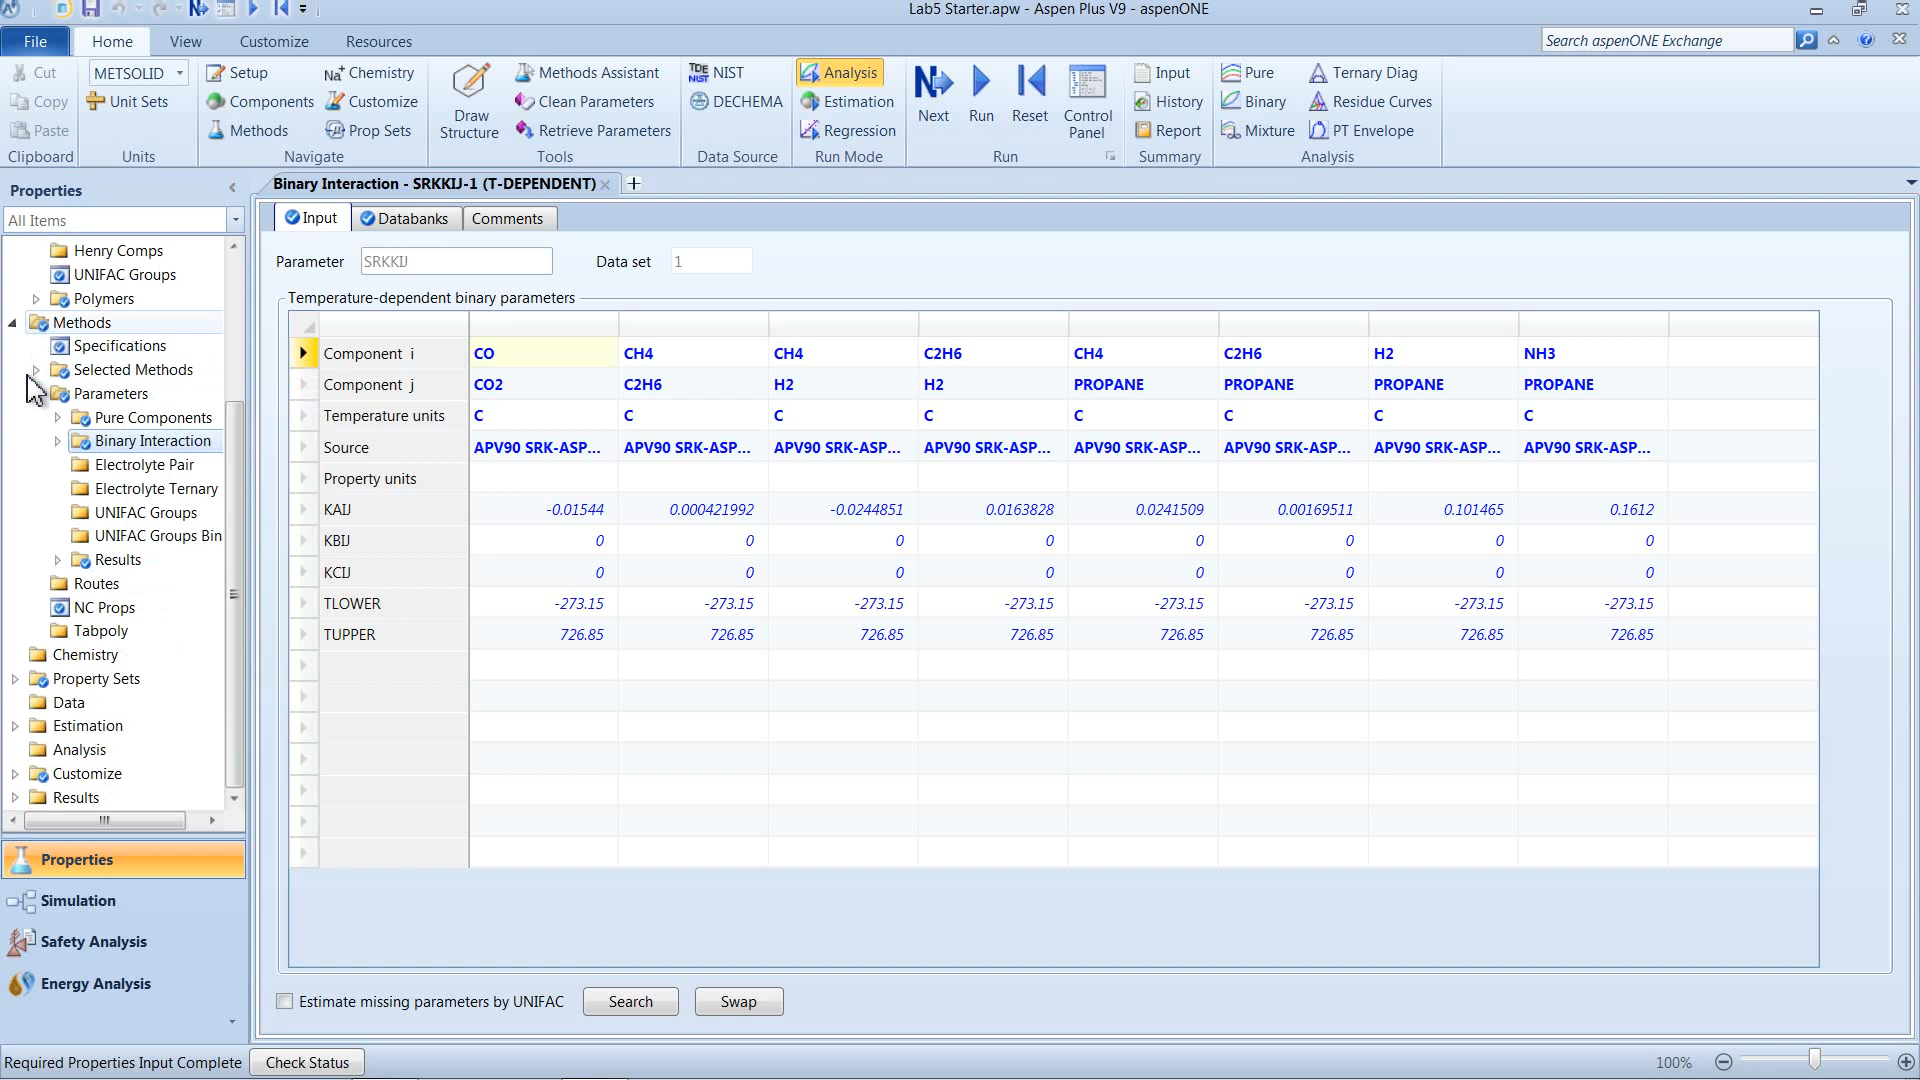 Lab5 Starter.apw - Aspen Plus V9 - aspenONE
File Home View Customize Resources
Search aspenONE Exchange
Cut METSOLID Setup Chemistry Methods Assistant NIST Analysis Input Pure Ternary Diag
Copy Unit Sets Components Customize Clean Parameters DECHEMA Estimation History Binary Residue Curves
Draw Structure Next Run Reset Control Panel
Paste Methods Prop Sets Retrieve Parameters Regression Report Mixture PT Envelope
Clipboard Units Navigate Tools Data Source Run Mode Run Summary Analysis
Properties
Binary Interaction - SRKKIJ-1 (T-DEPENDENT)
All Items
Henry Comps
UNIFAC Groups
Polymers
Methods
Specifications
Selected Methods
Parameters
Pure Components
Binary Interaction
Electrolyte Pair
Electrolyte Ternary
UNIFAC Groups
UNIFAC Groups Bin
Results
Routes
NC Props
Tabpoly
Chemistry
Property Sets
Data
Estimation
Analysis
Customize
Results
Properties
Simulation
Safety Analysis
Energy Analysis
Input Databanks Comments
Parameter SRKKIJ Data set 1
Temperature-dependent binary parameters
Component i CO CH4 CH4 C2H6 CH4 C2H6 H2 NH3
Component j CO2 C2H6 H2 H2 PROPANE PROPANE PROPANE PROPANE
Temperature units C C C C C C C C
Source APV90 SRK-ASP... APV90 SRK-ASP... APV90 SRK-ASP... APV90 SRK-ASP... APV90 SRK-ASP... APV90 SRK-ASP... APV90 SRK-ASP... APV90 SRK-ASP...
Property units
KAIJ -0.01544 0.000421992 -0.0244851 0.0163828 0.0241509 0.00169511 0.101465 0.1612
KBIJ 0 0 0 0 0 0 0 0
KCIJ 0 0 0 0 0 0 0 0
TLOWER -273.15 -273.15 -273.15 -273.15 -273.15 -273.15 -273.15 -273.15
TUPPER 726.85 726.85 726.85 726.85 726.85 726.85 726.85 726.85
Estimate missing parameters by UNIFAC Search Swap
Required Properties Input Complete Check Status 100%